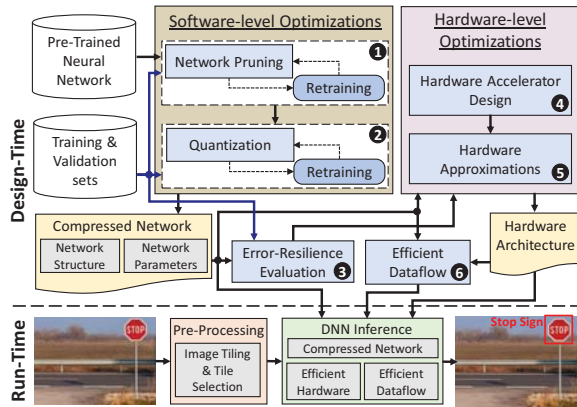 Software-level Optimizations
Hardware-level
Optimizations
Design-Time
Pre-Trained
Neural
Network
Network Pruning
1
Retraining
Hardware Accelerator
Design
4
Training &
Validation
sets
Quantization
2
Retraining
Hardware
Approximations
5
Compressed Network
Network
Structure
Network
Parameters
Error-Resilience
Evaluation
3
Efficient
Dataflow
6
Hardware
Architecture
Run-Time
STOP
Pre-Processing
Image Tiling
& Tile
Selection
DNN Inference
Compressed Network
Efficient
Hardware
Efficient
Dataflow
Stop Sign
STOP